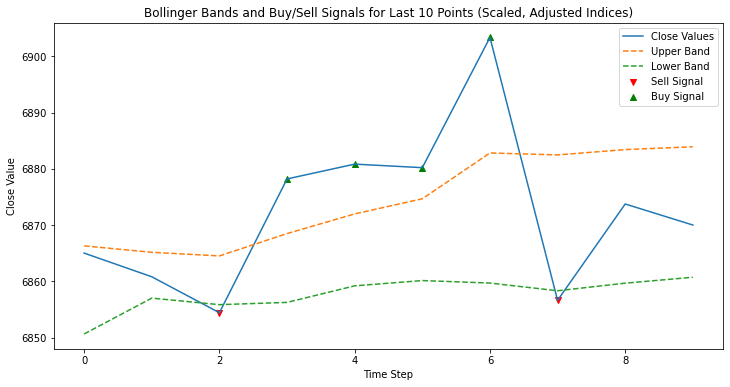 Bollinger Bands and Buy/Sell Signals for Last 10 Points (Scaled, Adjusted Indices)
Close Values
Upper Band
Lower Band
Sell Signal
Buy Signal
Close Value
6900
6890
6880
6870
6860
6850
0
2
4
6
8
Time Step